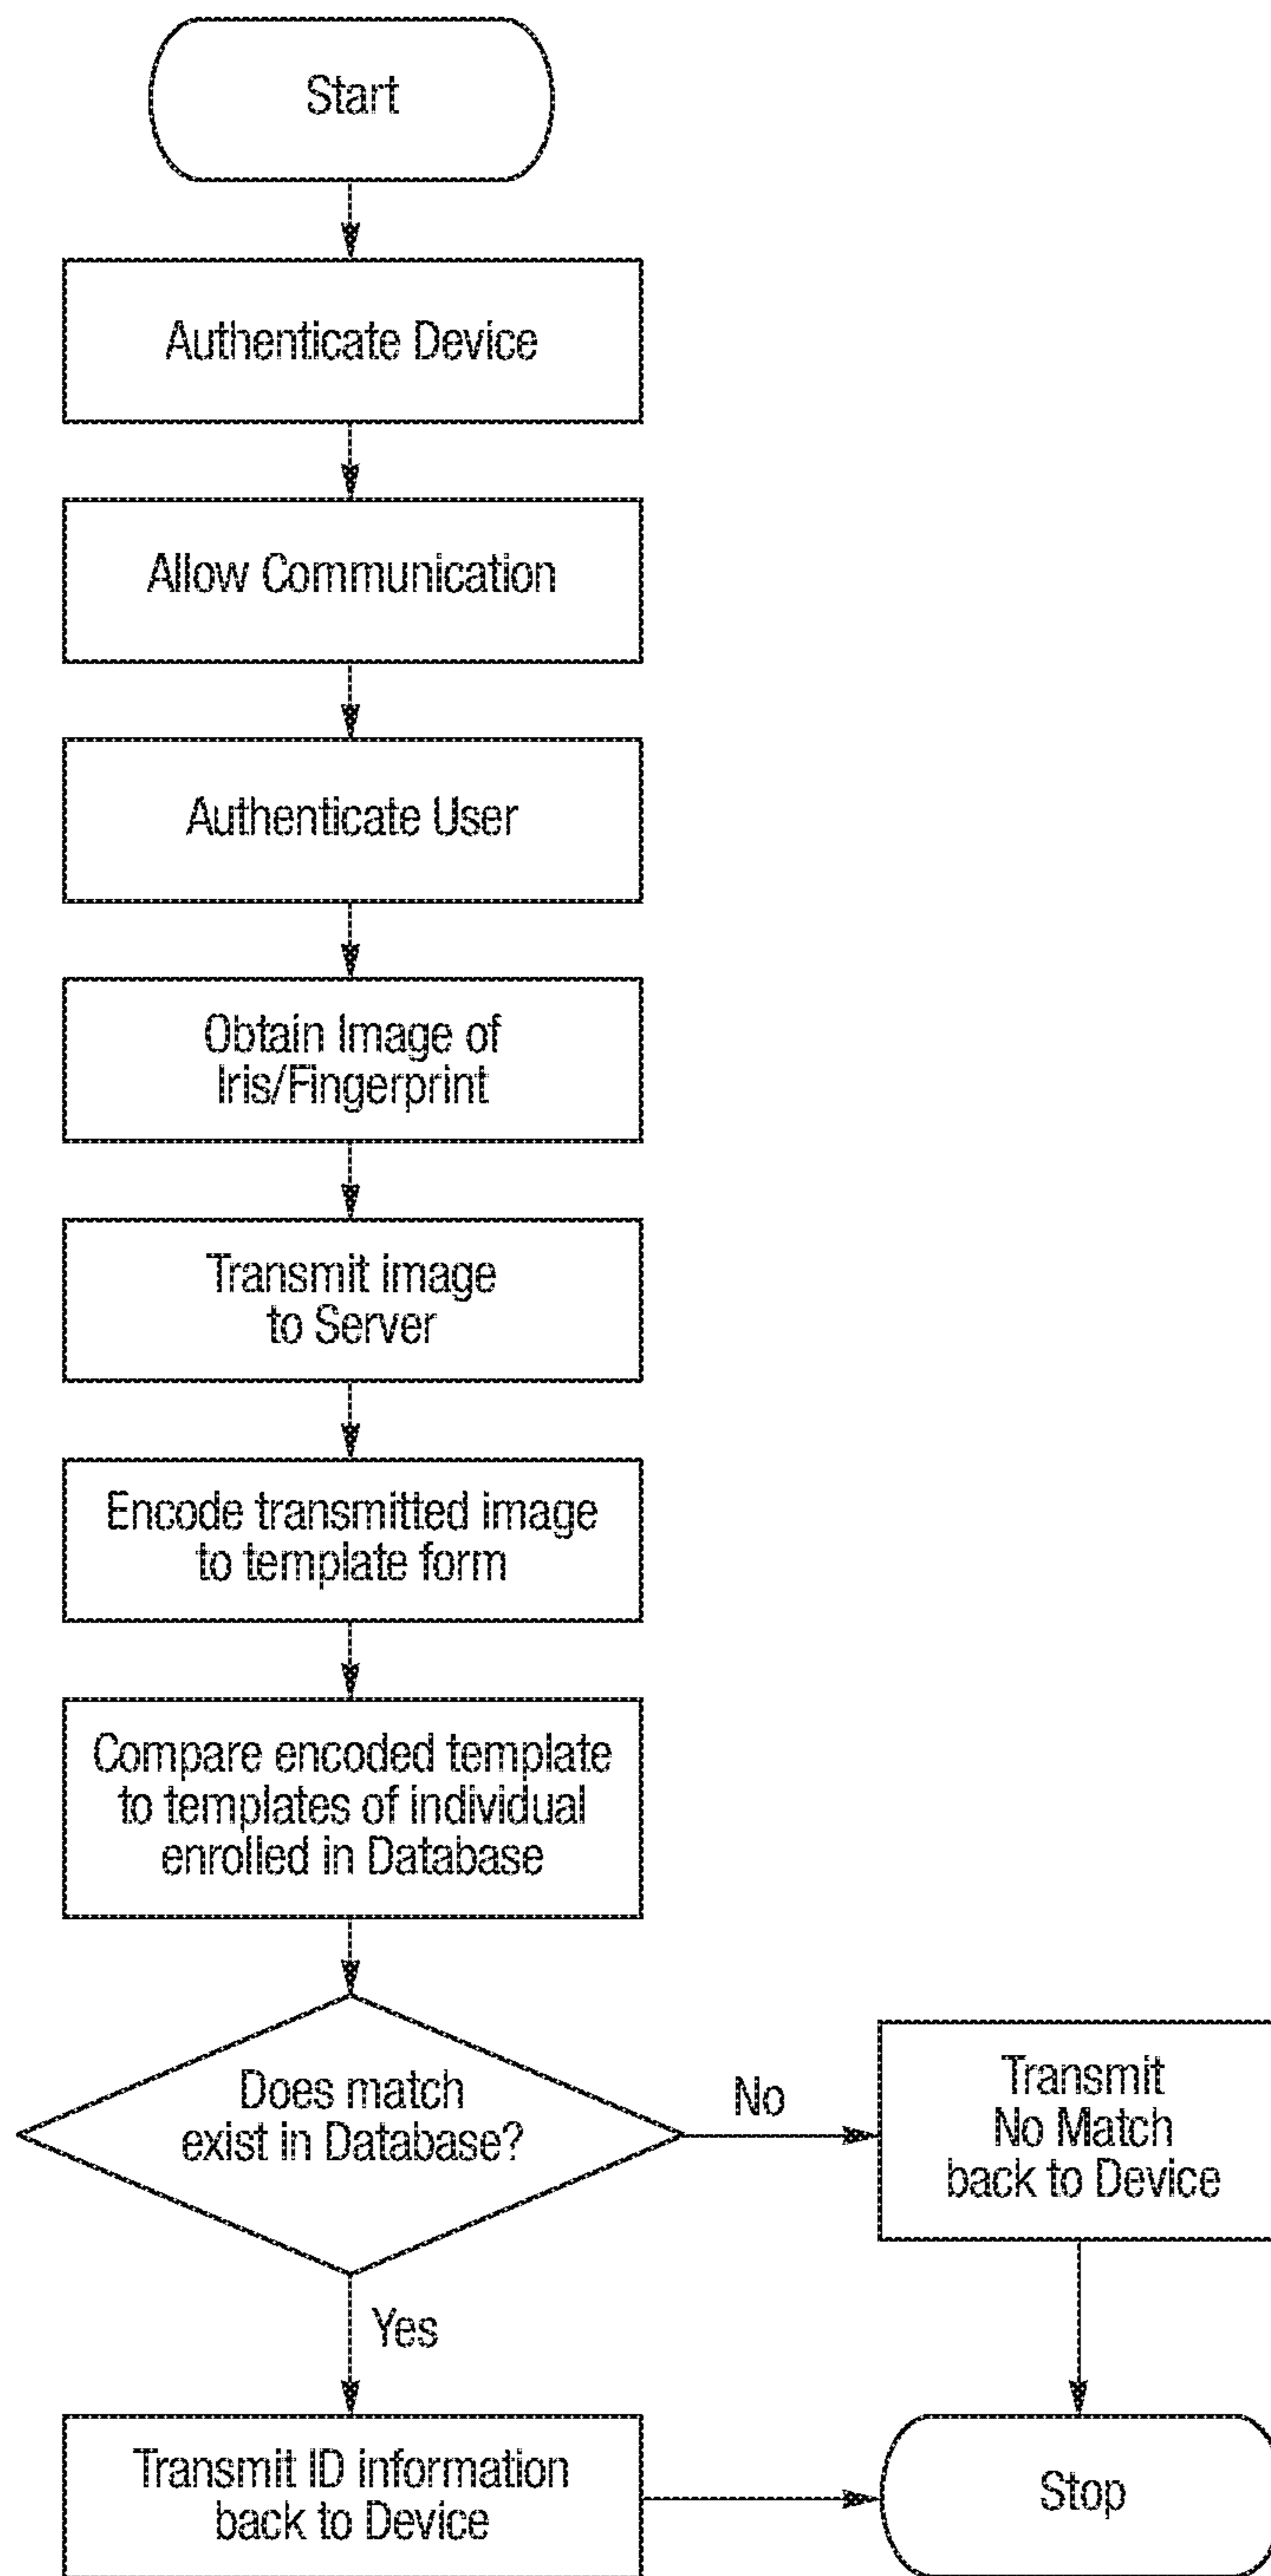 Start
Authenticate Device
Allow Communication
Authenticate User
Obtain Image of
Iris/Fingerprint
Transmit image
to Server
Encode transmitted image
to template form
Compare encoded template
to templates of individual
enrolled in Database
Does match
exist in Database?
No
Transmit
No Match
back to Device
Yes
Transmit ID information
back to Device
Stop